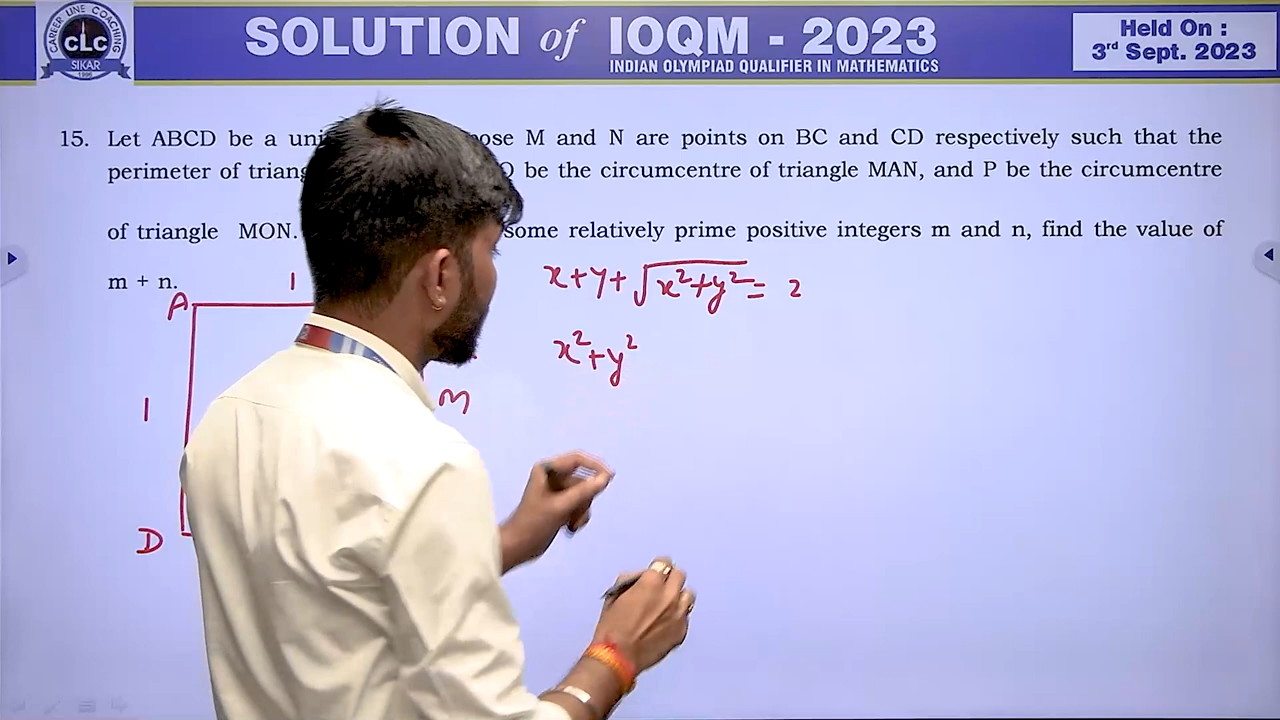 CAREER LINE COACHING
CLC
SIKAR
1996
SOLUTION of IOQM - 2023
INDIAN OLYMPIAD QUALIFIER IN MATHEMATICS
Held On :
3rd Sept. 2023
15. Let ABCD be a uni pose M and N are points on BC and CD respectively such that the
perimeter of triang O be the circumcentre of triangle MAN, and P be the circumcentre
of triangle MON. some relatively prime positive integers m and n, find the value of
m + n.
A 1
x+y+√x²+y² = 2
x²+y²
1
M
D